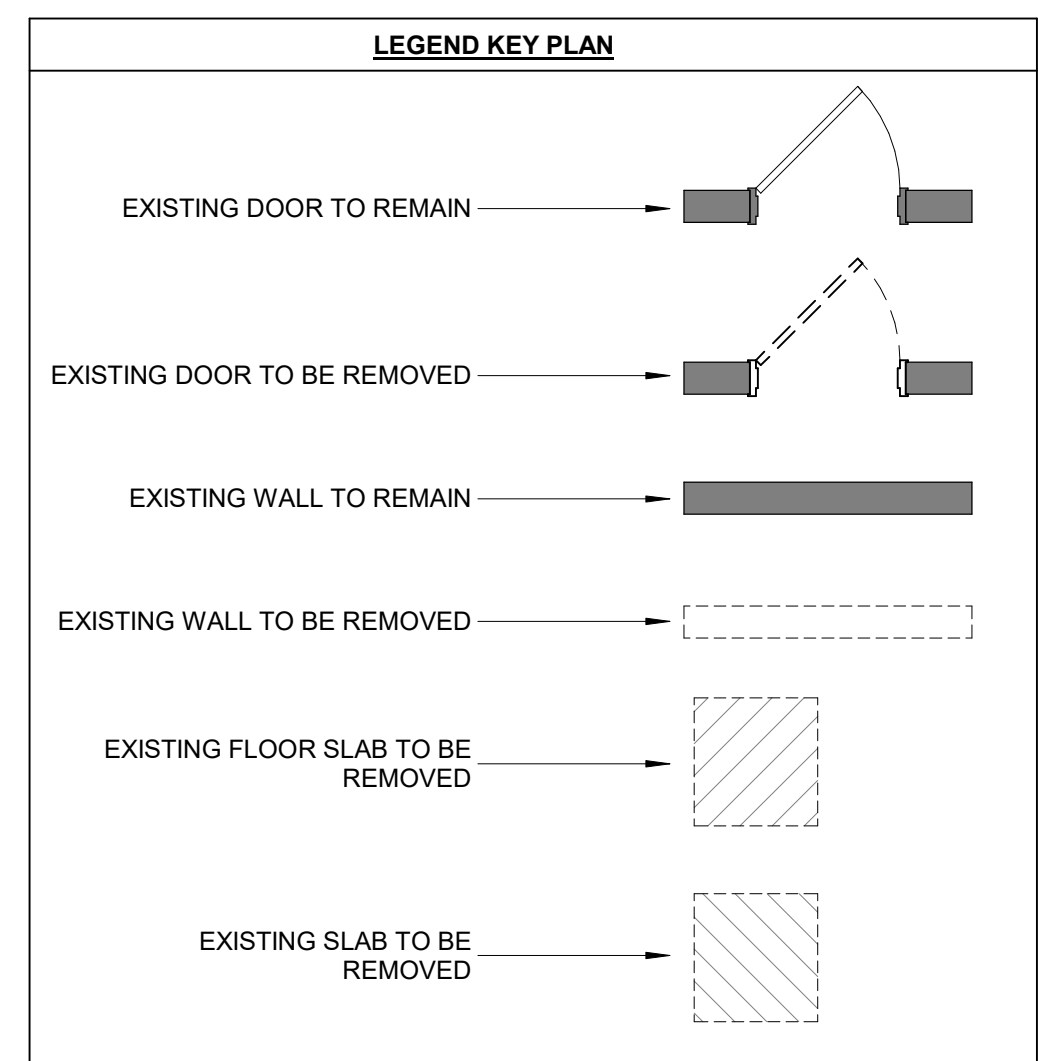 LEGEND KEY PLAN
EXISTING DOOR TO REMAIN
EXISTING DOOR TO BE REMOVED
EXISTING WALL TO REMAIN
EXISTING WALL TO BE REMOVED
EXISTING FLOOR SLAB TO BE
REMOVED
EXISTING SLAB TO BE
REMOVED